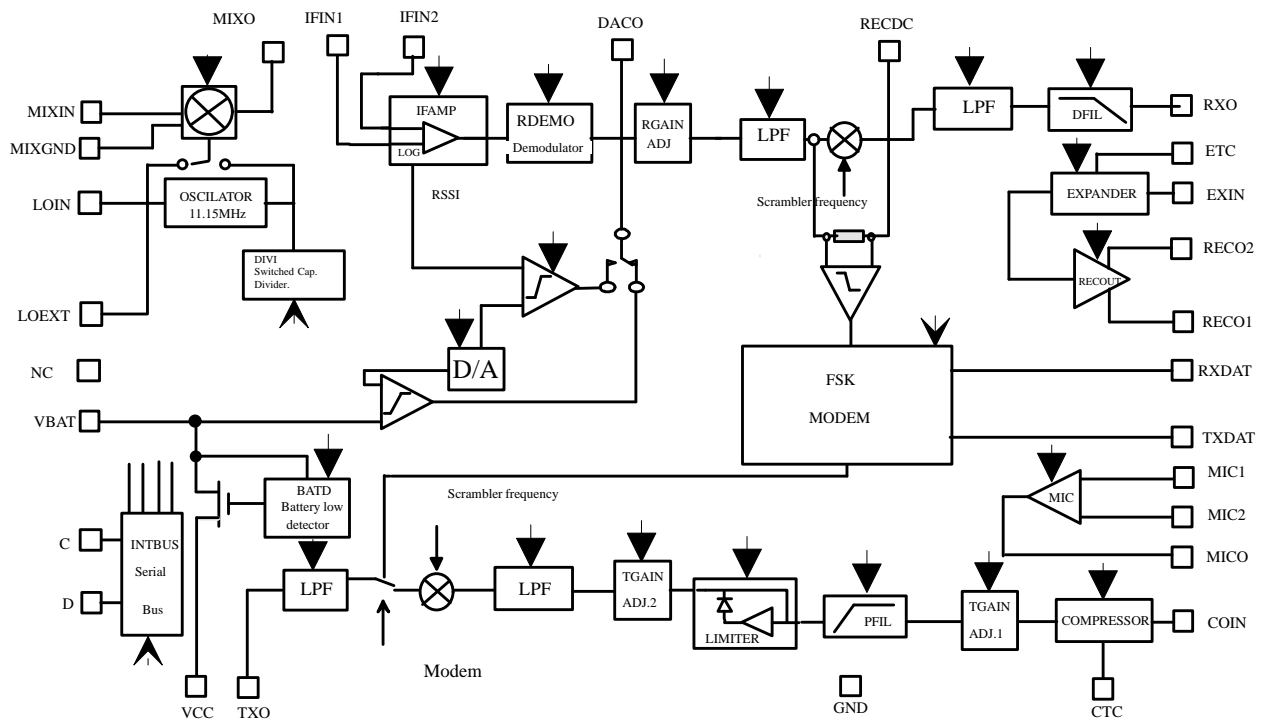 MIXO
IFIN1
IFIN2
DACO
RECDC
MIXIN
MIXGND
IFAMP
LOG
RDEMO
Demodulator
RGAIN
ADJ
LPF
LPF
DFIL
RXO
ETC
EXPANDER
EXIN
LOIN
OSCILATOR
11.15MHz
RSSI
Scrambler frequency
RECO2
DIVI
Switched Cap.
Divider.
RECOUT
LOEXT
RECO1
NC
D/A
FSK
MODEM
RXDAT
VBAT
TXDAT
Scrambler frequency
MIC
MIC1
MIC2
BATD
Battery low
detector
C
INTBUS
Serial
Bus
MICO
D
LPF
LPF
TGAIN
ADJ.2
LIMITER
PFIL
TGAIN
ADJ.1
COMPRESSOR
COIN
Modem
VCC
TXO
GND
CTC